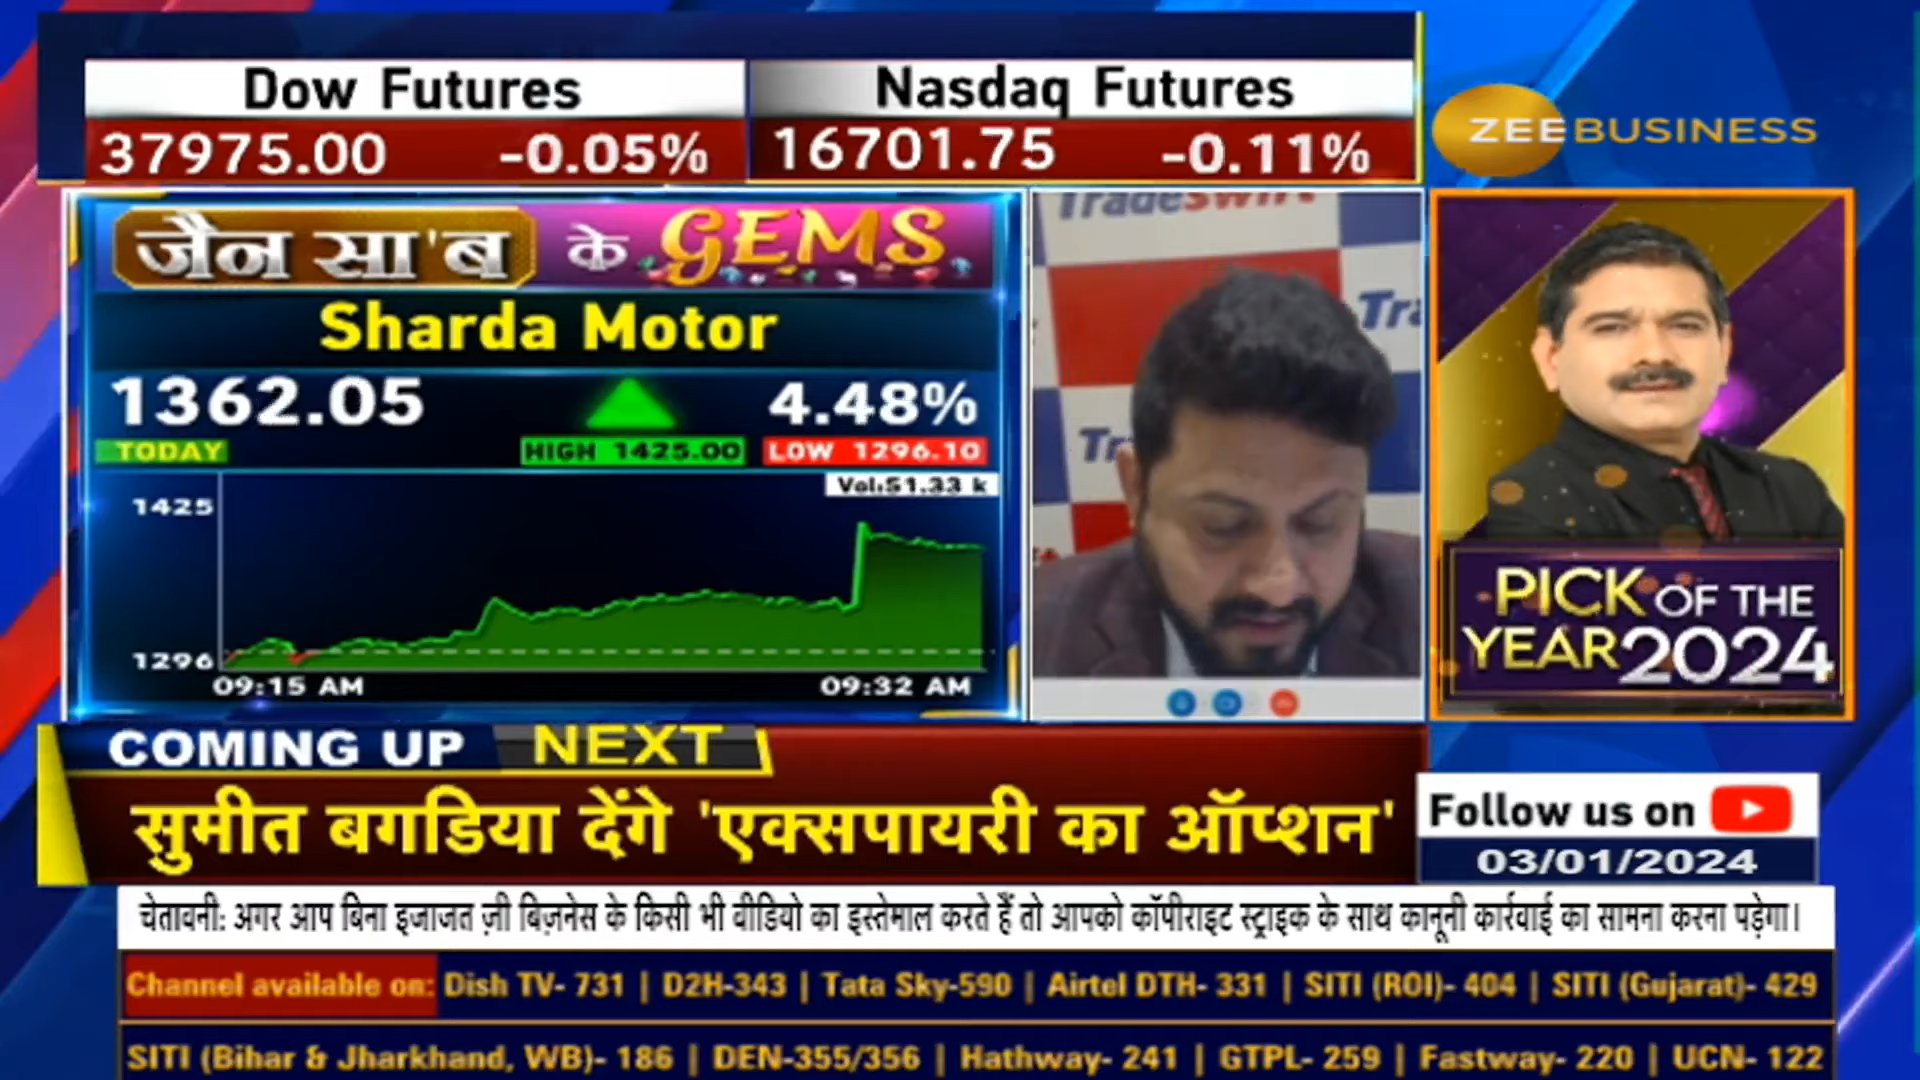 Dow Futures
37975.00 -0.05%
Nasdaq Futures
16701.75 -0.11%
ZEEBUSINESS
जैन सा'ब के GEMS
Sharda Motor
1362.05 4.48%
TODAY HIGH 1425.00 LOW 1296.10
Vol:51.33 k
1425
1296
09:15 AM 09:32 AM
TradeSwift
PICK OF THE
YEAR 2024
COMING UP NEXT
सुमीत बगडिया देंगे 'एक्सपायरी का ऑप्शन'
Follow us on
03/01/2024
चेतावनी: अगर आप बिना इजाजत ज़ी बिज़नेस के किसी भी वीडियो का इस्तेमाल करते हैं तो आपको कॉपीराइट स्ट्राइक के साथ कानूनी कार्रवाई का सामना करना पड़ेगा।
Channel available on: Dish TV- 731 | D2H-343 | Tata Sky-590 | Airtel DTH- 331 | SITI (ROI)- 404 | SITI (Gujarat)- 429
SITI (Bihar & Jharkhand, WB)- 186 | DEN-355/356 | Hathway- 241 | GTPL- 259 | Fastway- 220 | UCN- 122